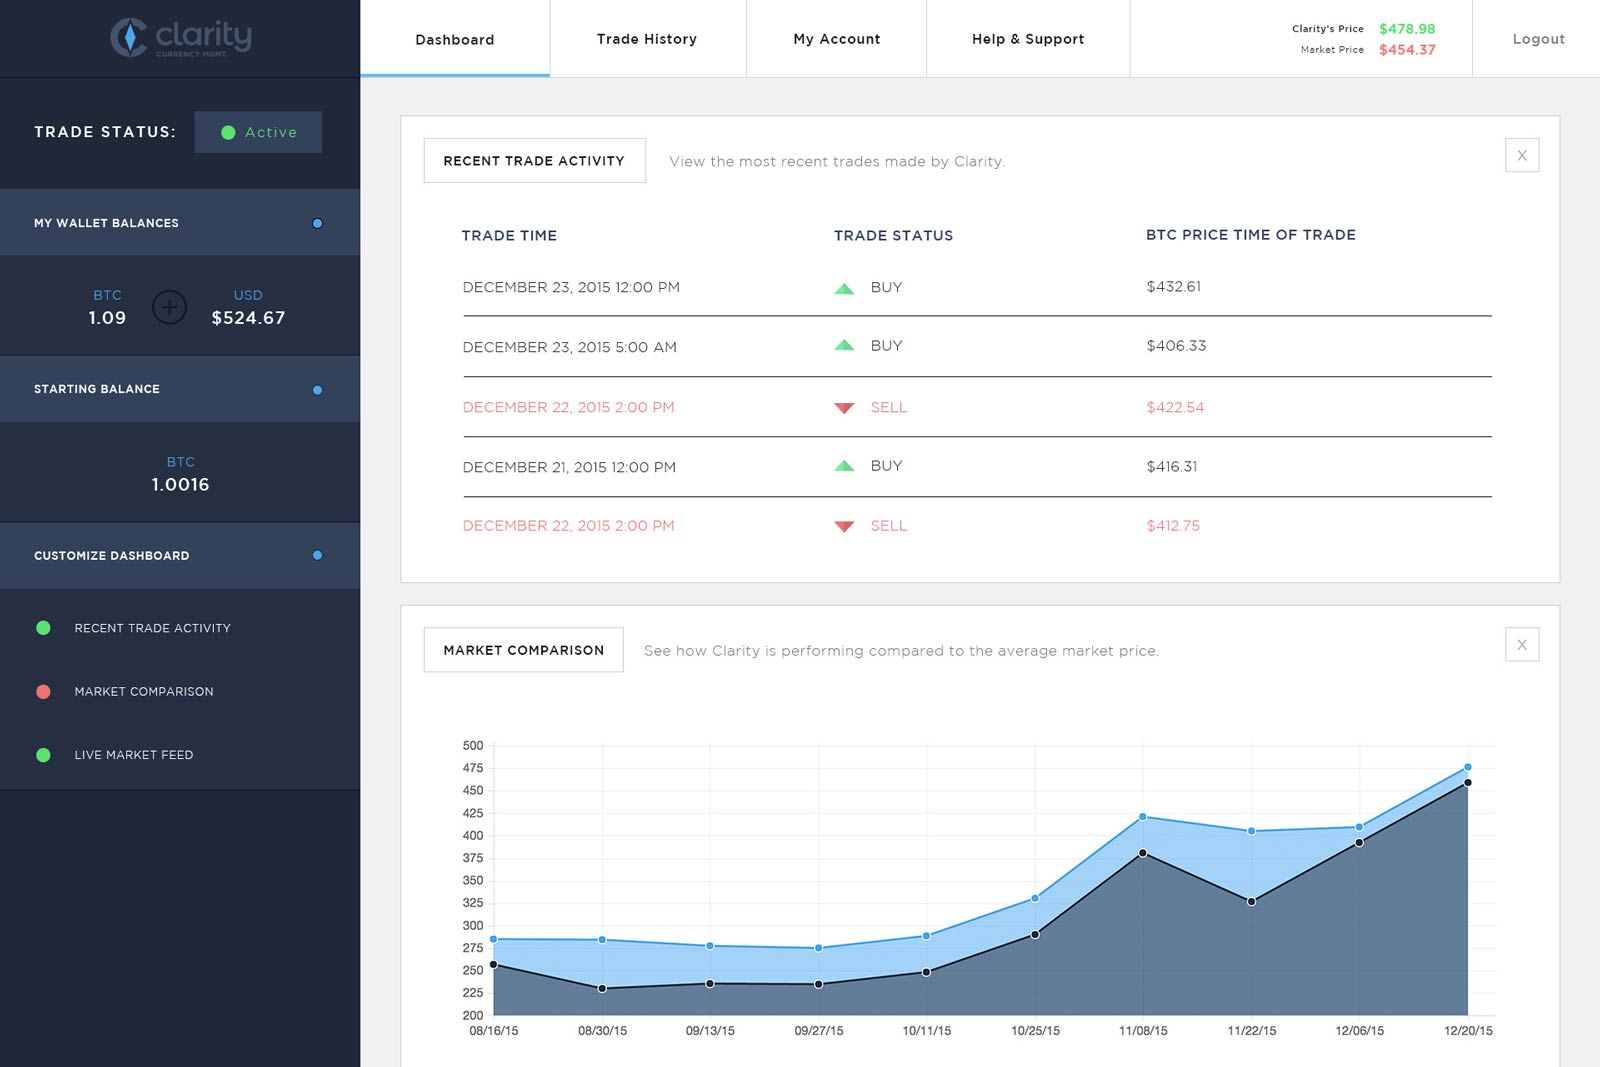 clarity
CURRENCY MGMT.
Dashboard
Trade History
My Account
Help & Support
Clarity's Price $478.98
Market Price $454.37
Logout
TRADE STATUS: Active
MY WALLET BALANCES
BTC
1.09
+
USD
$524.67
STARTING BALANCE
BTC
1.0016
CUSTOMIZE DASHBOARD
RECENT TRADE ACTIVITY
MARKET COMPARISON
LIVE MARKET FEED
RECENT TRADE ACTIVITY View the most recent trades made by Clarity. X
TRADE TIME TRADE STATUS BTC PRICE TIME OF TRADE
DECEMBER 23, 2015 12:00 PM BUY $432.61
DECEMBER 23, 2015 5:00 AM BUY $406.33
DECEMBER 22, 2015 2:00 PM SELL $422.54
DECEMBER 21, 2015 12:00 PM BUY $416.31
DECEMBER 22, 2015 2:00 PM SELL $412.75
MARKET COMPARISON See how Clarity is performing compared to the average market price. X
500
475
450
425
400
375
350
325
300
275
250
225
200
08/16/15 08/30/15 09/13/15 09/27/15 10/11/15 10/25/15 11/08/15 11/22/15 12/06/15 12/20/15